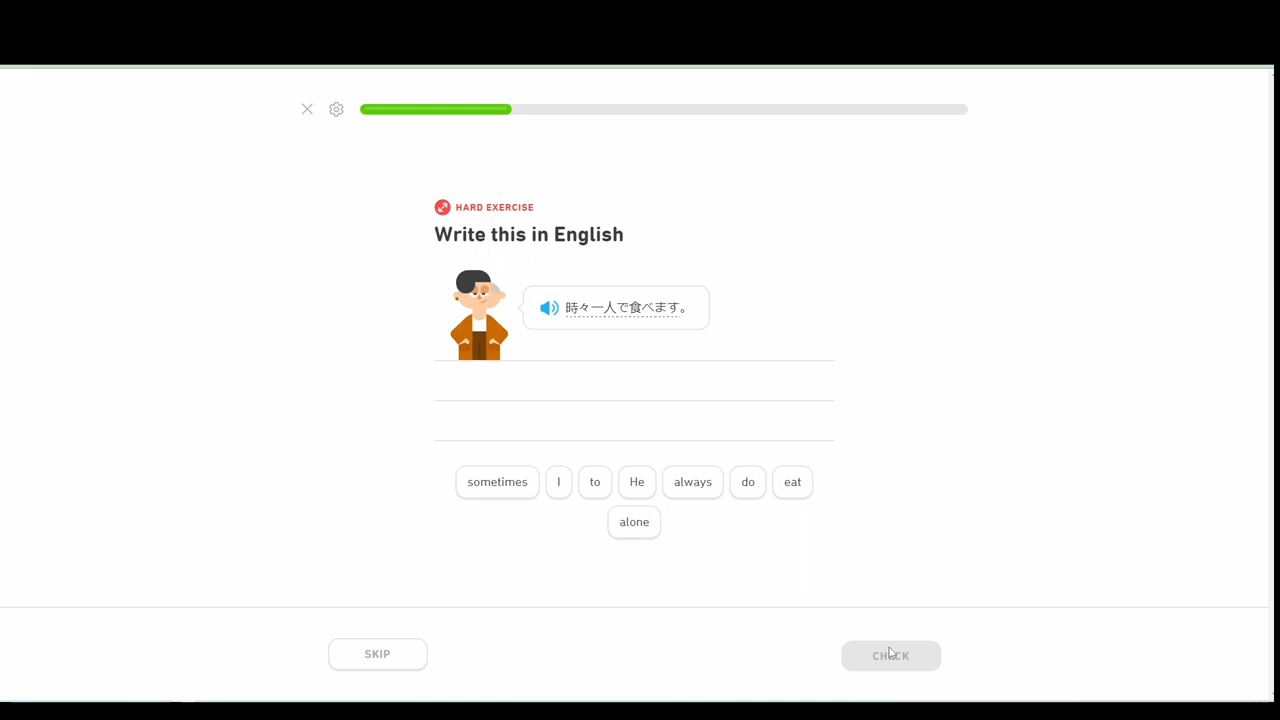 HARD EXERCISE
Write this in English
時々一人で食べます。
sometimes I to He always do eat
alone
SKIP CHECK